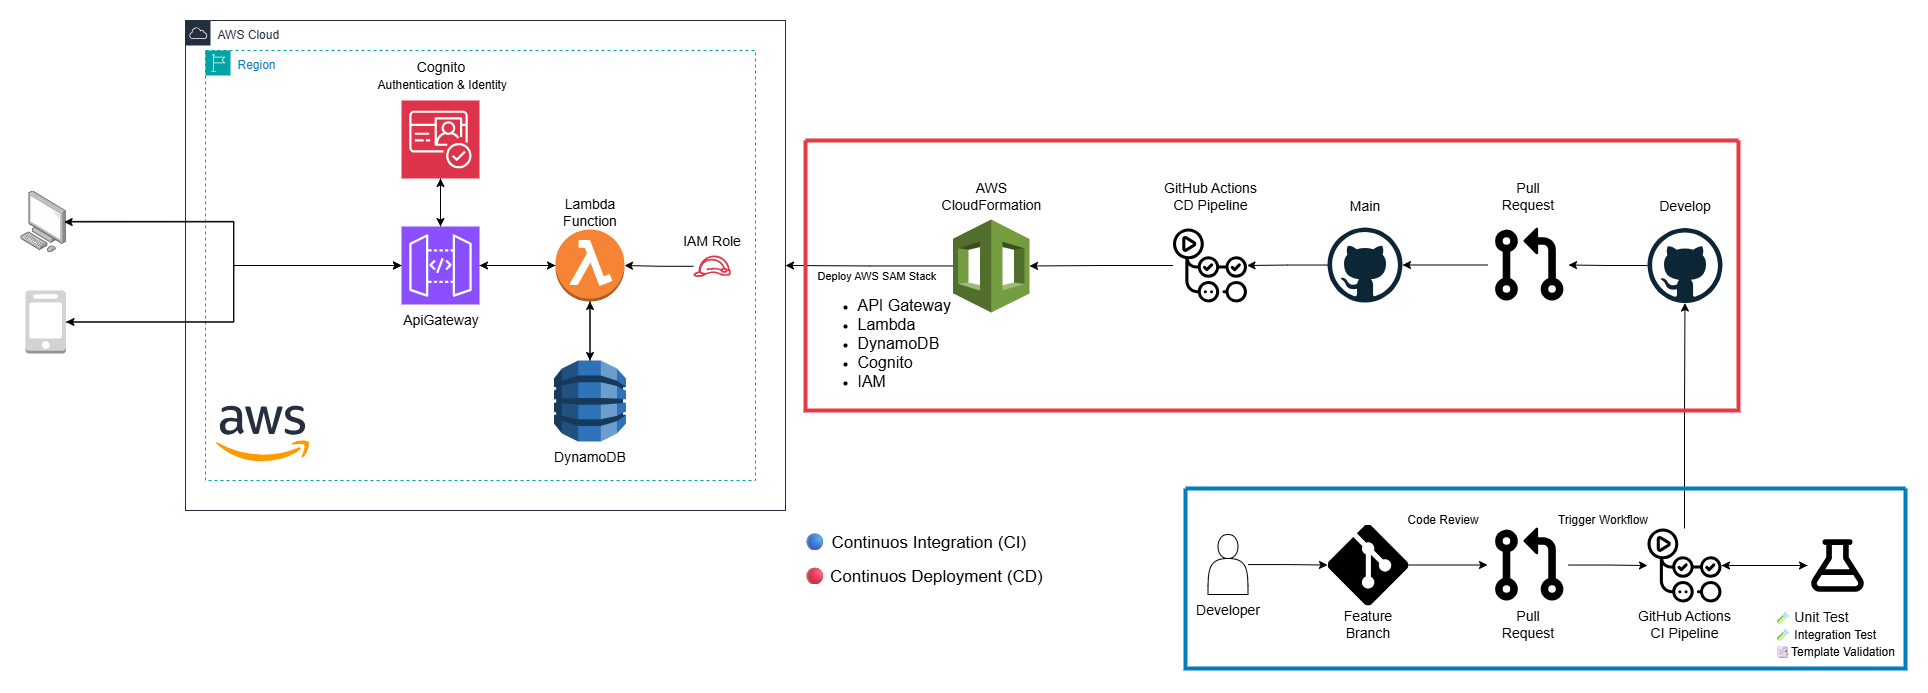 AWS Cloud
Region
Cognito
Authentication & Identity
Lambda
Function
IAM Role
ApiGateway
aws
DynamoDB
AWS
CloudFormation
GitHub Actions
CD Pipeline
Main
Pull
Request
Develop
Deploy AWS SAM Stack
• API Gateway
• Lambda
• DynamoDB
• Cognito
• IAM
Continuos Integration (CI)
Continuos Deployment (CD)
Code Review
Trigger Workflow
Developer
Feature
Branch
Pull
Request
GitHub Actions
CI Pipeline
Unit Test
Integration Test
Template Validation